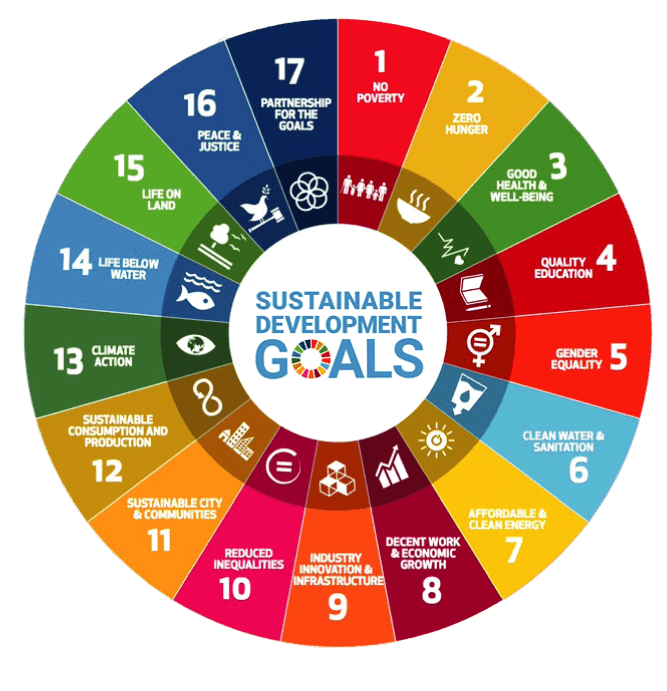 1
NO
POVERTY
2
ZERO
HUNGER
3
GOOD
HEALTH &
WELL-BEING
4
QUALITY
EDUCATION
5
GENDER
EQUALITY
6
CLEAN WATER &
SANITATION
7
AFFORDABLE &
CLEAN ENERGY
8
DECENT WORK
& ECONOMIC
GROWTH
9
INDUSTRY
INNOVATION &
INFRASTRUCTURE
10
REDUCED
INEQUALITIES
11
SUSTAINABLE CITY
& COMMUNITIES
12
SUSTAINABLE
CONSUMPTION AND
PRODUCTION
13
CLIMATE
ACTION
14
LIFE BELOW
WATER
15
LIFE ON
LAND
16
PEACE &
JUSTICE
17
PARTNERSHIP
FOR THE
GOALS
SUSTAINABLE
DEVELOPMENT
GOALS